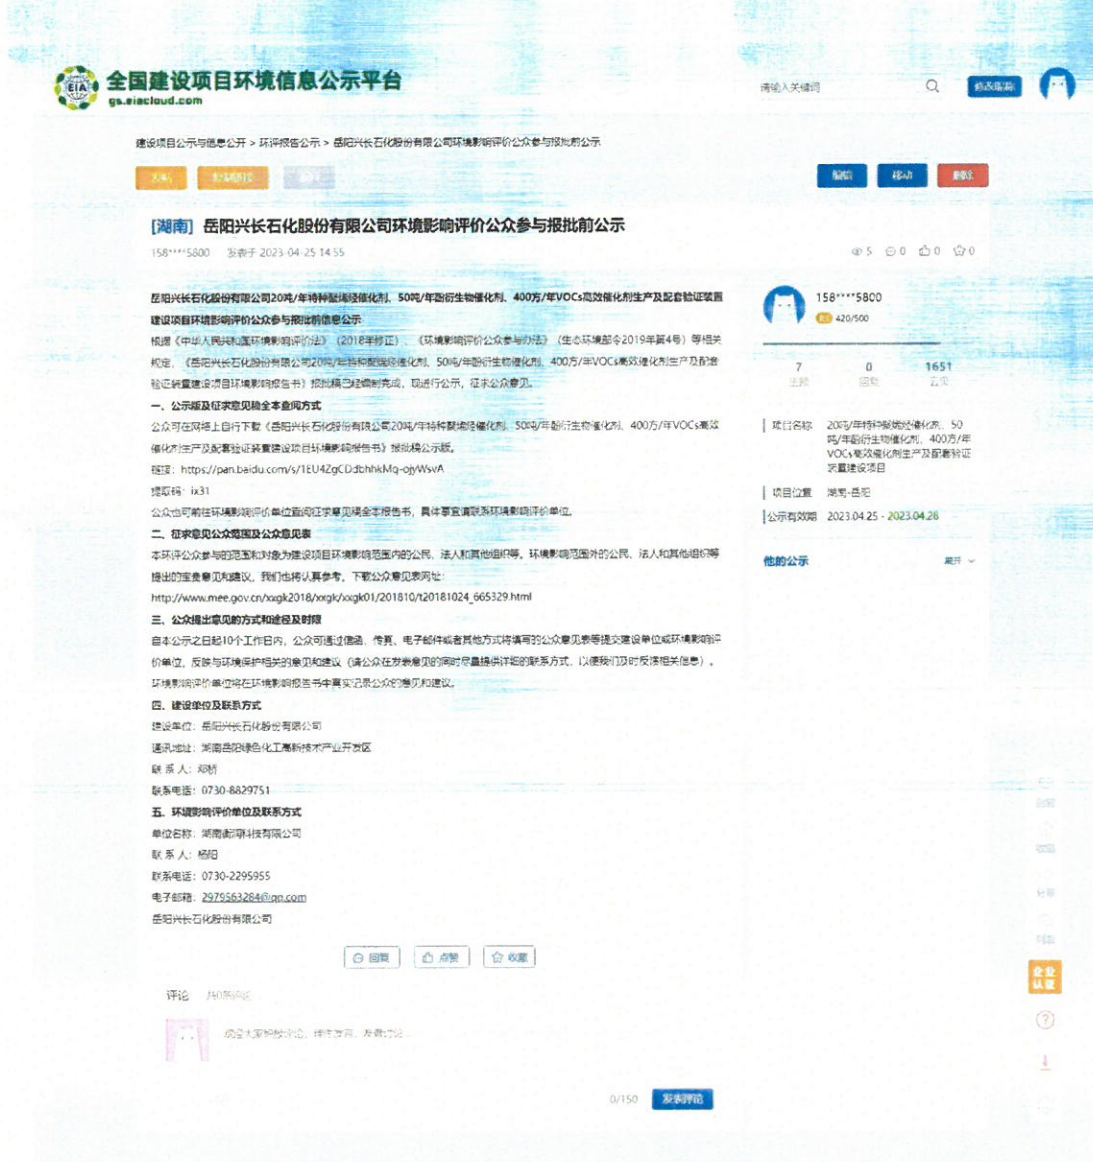 全国建设项目环境信息公示平台
gs.eiacloud.com
请输入关键词
建设项目公示与信息公开 > 环评报告公示 > 岳阳兴长石化股份有限公司环境影响评价公众参与报批前公示
编辑 移动 删除
[湖南] 岳阳兴长石化股份有限公司环境影响评价公众参与报批前公示
158****5800 发表于 2023-04-25 14:55
5 0 0 0
岳阳兴长石化股份有限公司20吨/年特种聚烯烃催化剂、50吨/年酚衍生物催化剂、400方/年VOCs高效催化剂生产及配套验证装置
建设项目环境影响评价公众参与报批前信息公示
根据《中华人民共和国环境影响评价法》（2018年修正）、《环境影响评价公众参与办法》（生态环境部令2019年第4号）等相关
规定，《岳阳兴长石化股份有限公司20吨/年特种聚烯烃催化剂、50吨/年酚衍生物催化剂、400方/年VOCs高效催化剂生产及配套
验证装置建设项目环境影响报告书》报批稿已经编制完成，现进行公示，征求公众意见。
一、公示版及征求意见稿全本查阅方式
公众可在网络上自行下载《岳阳兴长石化股份有限公司20吨/年特种聚烯烃催化剂、50吨/年酚衍生物催化剂、400方/年VOCs高效
催化剂生产及配套验证装置建设项目环境影响报告书》报批稿公示版。
链接：https://pan.baidu.com/s/1EU4ZgCDdbhhkMq-ojyWsvA
提取码：ix31
公众也可前往环境影响评价单位查阅征求意见稿全本报告书，具体事宜请联系环境影响评价单位。
二、征求意见公众范围及公众意见表
本环评公众参与的范围和对象为建设项目环境影响范围内的公民、法人和其他组织等。环境影响范围外的公民、法人和其他组织等
提出的宝贵意见和建议，我们也将认真参考。下载公众意见表网址：
http://www.mee.gov.cn/xxgk2018/xxgk/xxgk01/201810/t20181024_665329.html
三、公众提出意见的方式和途径及时限
自本公示之日起10个工作日内，公众可通过信函、传真、电子邮件或者其他方式将填写的公众意见表等提交建设单位或环境影响评
价单位，反映与环境保护相关的意见和建议（请公众在发表意见的同时尽量提供详细的联系方式，以便我们及时反馈相关信息）。
环境影响评价单位将在环境影响报告书中真实记录公众的意见和建议。
四、建设单位及联系方式
建设单位：岳阳兴长石化股份有限公司
通讯地址：湖南岳阳绿色化工高新技术产业开发区
联 系 人：邓桥
联系电话：0730-8829751
五、环境影响评价单位及联系方式
单位名称：湖南衡润科技有限公司
联 系 人：杨阳
联系电话：0730-2295955
电子邮箱：2979563284@qq.com
岳阳兴长石化股份有限公司
回复 点赞 收藏
评论 共0条评论
0/150 发表评论
158****5800
420/500
7 0 1651
主题 回复 云贝
项目名称 20吨/年特种聚烯烃催化剂、50
吨/年酚衍生物催化剂、400方/年
VOCs高效催化剂生产及配套验证
装置建设项目
项目位置 湖南-岳阳
公示有效期 2023.04.25 - 2023.04.28
他的公示 展开
企业
认证